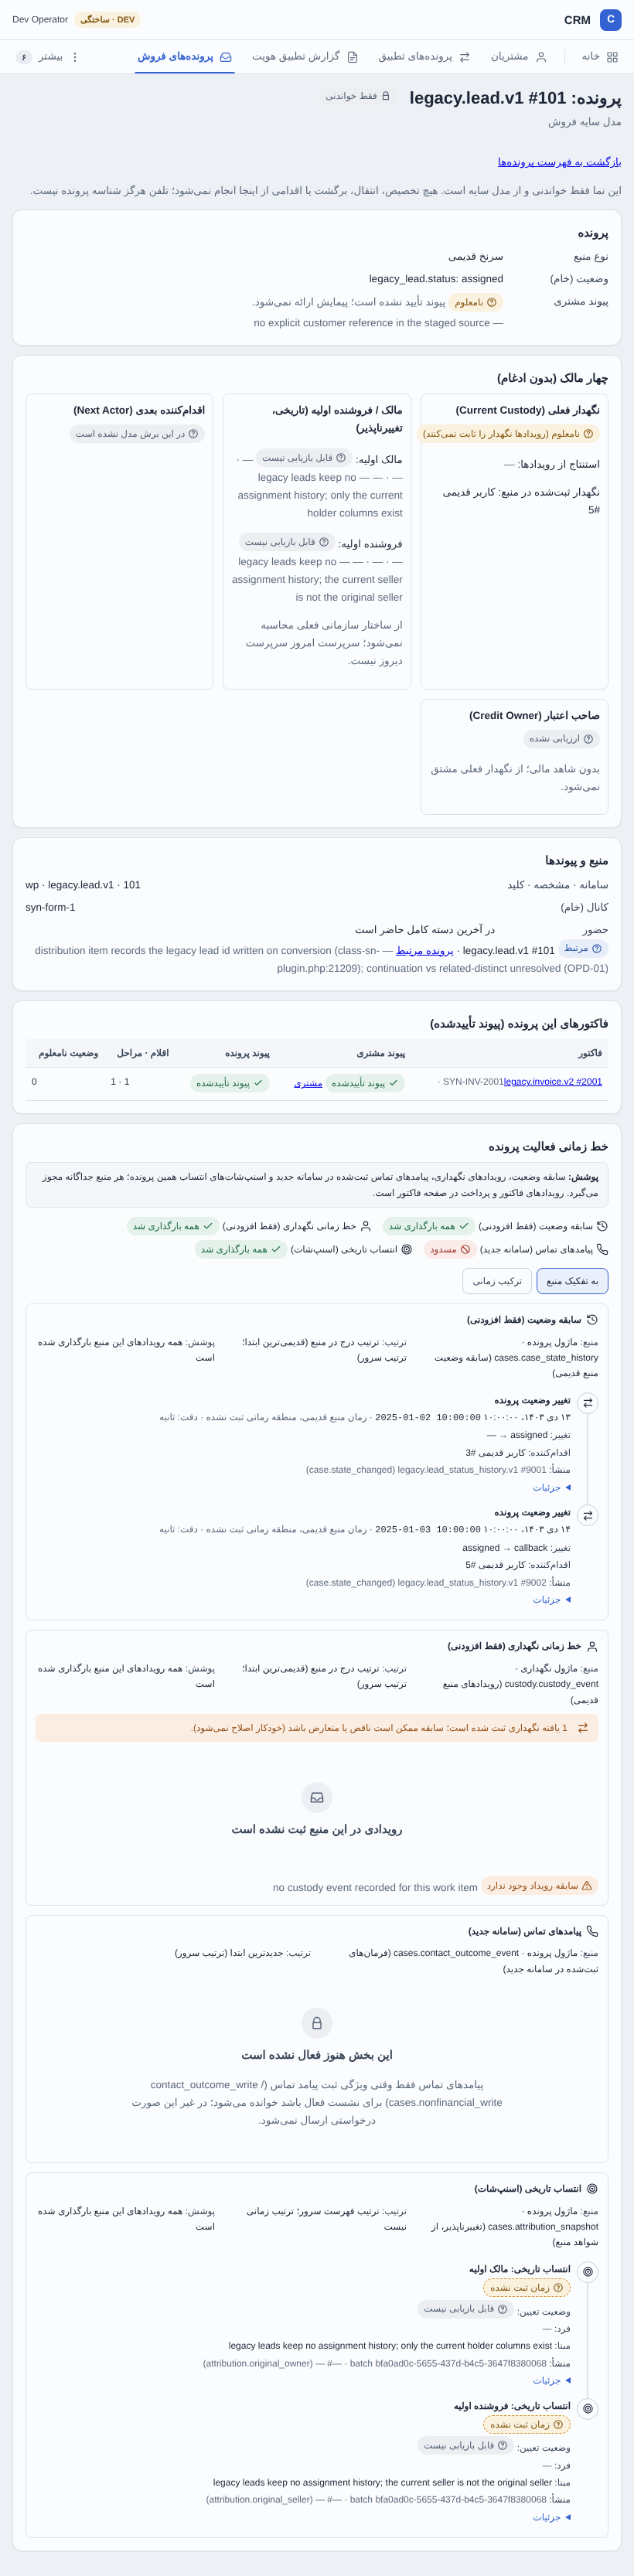 C CRM
DEV · ساختگی Dev Operator
خانه مشتریان پرونده‌های تطبیق گزارش تطبیق هویت پرونده‌های فروش بیشتر ۶
پرونده: legacy.lead.v1 #101 فقط خواندنی
مدل سایه فروش
بازگشت به فهرست پرونده‌ها
این نما فقط خواندنی و از مدل سایه است. هیچ تخصیص، انتقال، برگشت یا اقدامی از اینجا انجام نمی‌شود؛ تلفن هرگز شناسه پرونده نیست.
پرونده
نوع منبع سرنخ قدیمی
وضعیت (خام) legacy_lead.status: assigned
پیوند مشتری نامعلوم پیوند تأیید نشده است؛ پیمایش ارائه نمی‌شود.
— no explicit customer reference in the staged source
چهار مالک (بدون ادغام)
نگهدار فعلی (Current Custody)
نامعلوم (رویدادها نگهدار را ثابت نمی‌کنند)
استنتاج از رویدادها: —
نگهدار ثبت‌شده در منبع: کاربر قدیمی
#5
مالک / فروشنده اولیه (تاریخی،
تغییرناپذیر)
مالک اولیه: قابل بازیابی نیست — ·
— · — — legacy leads keep no
assignment history; only the current
holder columns exist
فروشنده اولیه: قابل بازیابی نیست
— · — · — — legacy leads keep no
assignment history; the current seller
is not the original seller
از ساختار سازمانی فعلی محاسبه
نمی‌شود؛ سرپرست امروز سرپرست
دیروز نیست.
اقدام‌کننده بعدی (Next Actor)
در این برش مدل نشده است
صاحب اعتبار (Credit Owner)
ارزیابی نشده
بدون شاهد مالی؛ از نگهدار فعلی مشتق
نمی‌شود.
منبع و پیوندها
سامانه · مشخصه · کلید wp · legacy.lead.v1 · 101
کانال (خام) syn-form-1
حضور در آخرین دسته کامل حاضر است
مرتبط legacy.lead.v1 #101 · پرونده مرتبط — distribution item records the legacy lead id written on conversion (class-sn-
plugin.php:21209); continuation vs related-distinct unresolved (OPD-01)
فاکتورهای این پرونده (پیوند تأییدشده)
فاکتور پیوند مشتری پیوند پرونده اقلام · مراحل وضعیت نامعلوم
legacy.invoice.v2 #2001 SYN-INV-2001 · پیوند تأییدشده مشتری پیوند تأییدشده 1 · 1 0
خط زمانی فعالیت پرونده
پوشش: سابقه وضعیت، رویدادهای نگهداری، پیامدهای تماس ثبت‌شده در سامانه جدید و اسنپ‌شات‌های انتساب همین پرونده؛ هر منبع جداگانه مجوز
می‌گیرد. رویدادهای فاکتور و پرداخت در صفحه فاکتور است.
سابقه وضعیت (فقط افزودنی) همه بارگذاری شد خط زمانی نگهداری (فقط افزودنی) همه بارگذاری شد
پیامدهای تماس (سامانه جدید) مسدود انتساب تاریخی (اسنپ‌شات) همه بارگذاری شد
به تفکیک منبع ترکیب زمانی
سابقه وضعیت (فقط افزودنی)
منبع: ماژول پرونده ·
cases.case_state_history (سابقه وضعیت
منبع قدیمی)
ترتیب: ترتیب درج در منبع (قدیمی‌ترین ابتدا؛
ترتیب سرور)
پوشش: همه رویدادهای این منبع بارگذاری شده
است
تغییر وضعیت پرونده
۱۳ دی ۱۴۰۳، ۱۰:۰۰:۰۰ 2025-01-02 10:00:00 · زمان منبع قدیمی، منطقه زمانی ثبت نشده · دقت: ثانیه
تغییر: assigned → —
اقدام‌کننده: کاربر قدیمی #3
منشأ: legacy.lead_status_history.v1 #9001 (case.state_changed)
جزئیات
تغییر وضعیت پرونده
۱۴ دی ۱۴۰۳، ۱۰:۰۰:۰۰ 2025-01-03 10:00:00 · زمان منبع قدیمی، منطقه زمانی ثبت نشده · دقت: ثانیه
تغییر: assigned → callback
اقدام‌کننده: کاربر قدیمی #5
منشأ: legacy.lead_status_history.v1 #9002 (case.state_changed)
جزئیات
خط زمانی نگهداری (فقط افزودنی)
منبع: ماژول نگهداری ·
custody.custody_event (رویدادهای منبع
قدیمی)
ترتیب: ترتیب درج در منبع (قدیمی‌ترین ابتدا؛
ترتیب سرور)
پوشش: همه رویدادهای این منبع بارگذاری شده
است
1 یافته نگهداری ثبت شده است؛ سابقه ممکن است ناقص یا متعارض باشد (خودکار اصلاح نمی‌شود).
رویدادی در این منبع ثبت نشده است
سابقه رویداد وجود ندارد no custody event recorded for this work item
پیامدهای تماس (سامانه جدید)
منبع: ماژول پرونده · cases.contact_outcome_event (فرمان‌های
ثبت‌شده در سامانه جدید)
ترتیب: جدیدترین ابتدا (ترتیب سرور)
این بخش هنوز فعال نشده است
پیامدهای تماس فقط وقتی ویژگی ثبت پیامد تماس (contact_outcome_write /
cases.nonfinancial_write) برای نشست فعال باشد خوانده می‌شود؛ در غیر این صورت
درخواستی ارسال نمی‌شود.
انتساب تاریخی (اسنپ‌شات)
منبع: ماژول پرونده ·
cases.attribution_snapshot (تغییرناپذیر، از
شواهد منبع)
ترتیب: ترتیب فهرست سرور؛ ترتیب زمانی
نیست
پوشش: همه رویدادهای این منبع بارگذاری شده
است
انتساب تاریخی: مالک اولیه
زمان ثبت نشده
وضعیت تعیین: قابل بازیابی نیست
فرد: —
مبنا: legacy leads keep no assignment history; only the current holder columns exist
منشأ: batch bfa0ad0c-5655-437d-b4c5-3647f8380068 · —# — (attribution.original_owner)
جزئیات
انتساب تاریخی: فروشنده اولیه
زمان ثبت نشده
وضعیت تعیین: قابل بازیابی نیست
فرد: —
مبنا: legacy leads keep no assignment history; the current seller is not the original seller
منشأ: batch bfa0ad0c-5655-437d-b4c5-3647f8380068 · —# — (attribution.original_seller)
جزئیات